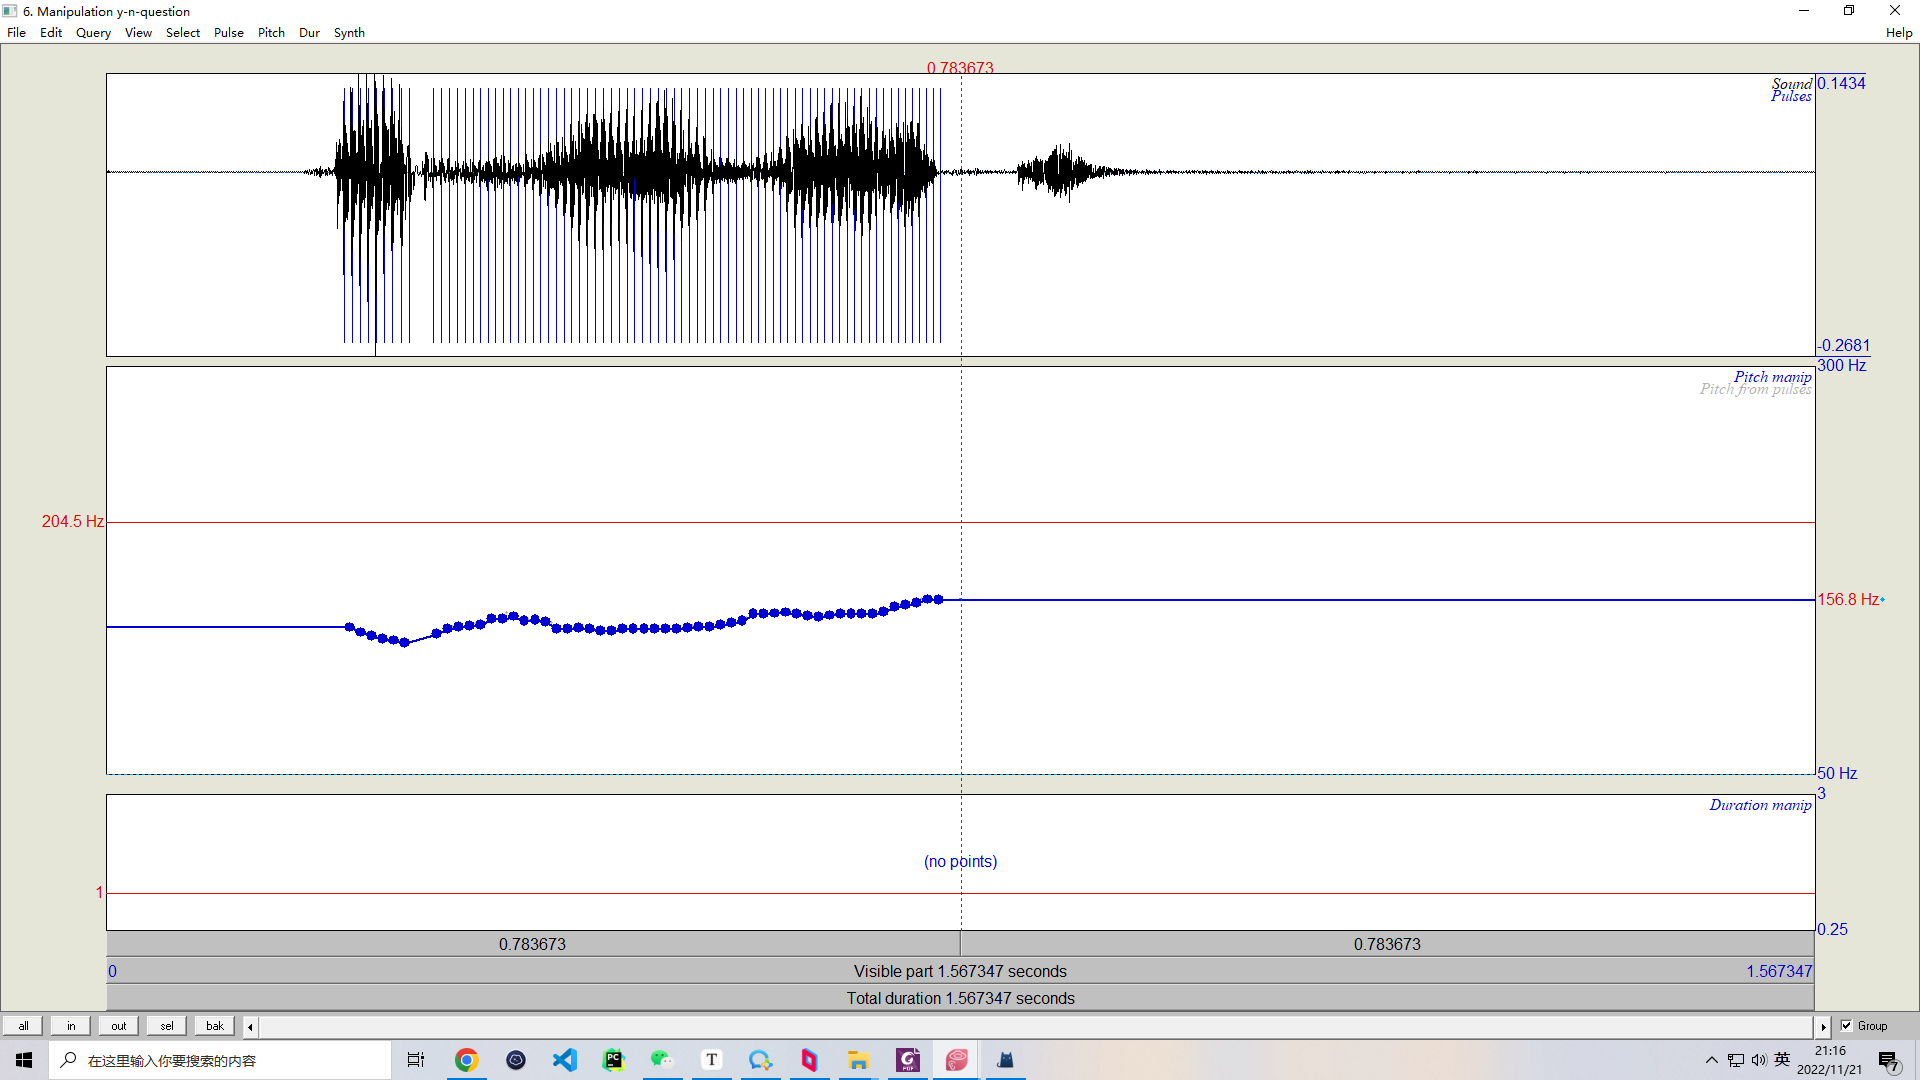 6. Manipulation y-n-question
File Edit Query View Select Pulse Pitch Dur Synth Help
0.783673
Sound
Pulses
0.1434
-0.2681
300 Hz
Pitch manip
Pitch from pulses
204.5 Hz
156.8 Hz
50 Hz
3
Duration manip
(no points)
1
0.25
0.783673 0.783673
0 Visible part 1.567347 seconds 1.567347
Total duration 1.567347 seconds
all in out sel bak Group
在这里输入你要搜索的内容
PC
T
PDF
英
21:16
2022/11/21
7